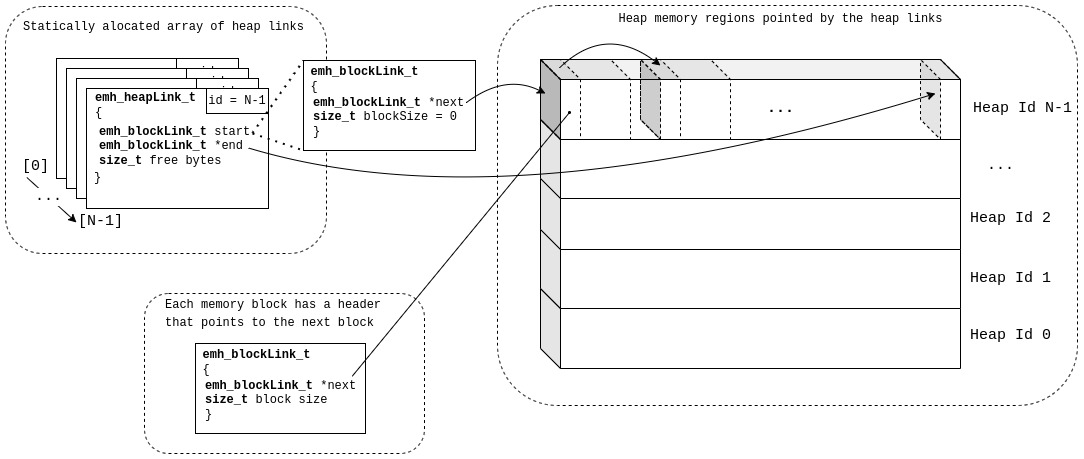 Statically alocated array of heap links
emh_heapLink_t
id = N-1
{
emh_blockLink_t start
emh_blockLink_t *end
size_t free bytes
}
[0]
...
[N-1]
emh_blockLink_t
{
emh_blockLink_t *next
size_t blockSize = 0
}
Heap memory regions pointed by the heap links
...
Heap Id N-1
...
Heap Id 2
Heap Id 1
Heap Id 0
Each memory block has a header
that points to the next block
emh_blockLink_t
{
emh_blockLink_t *next
size_t block size
}